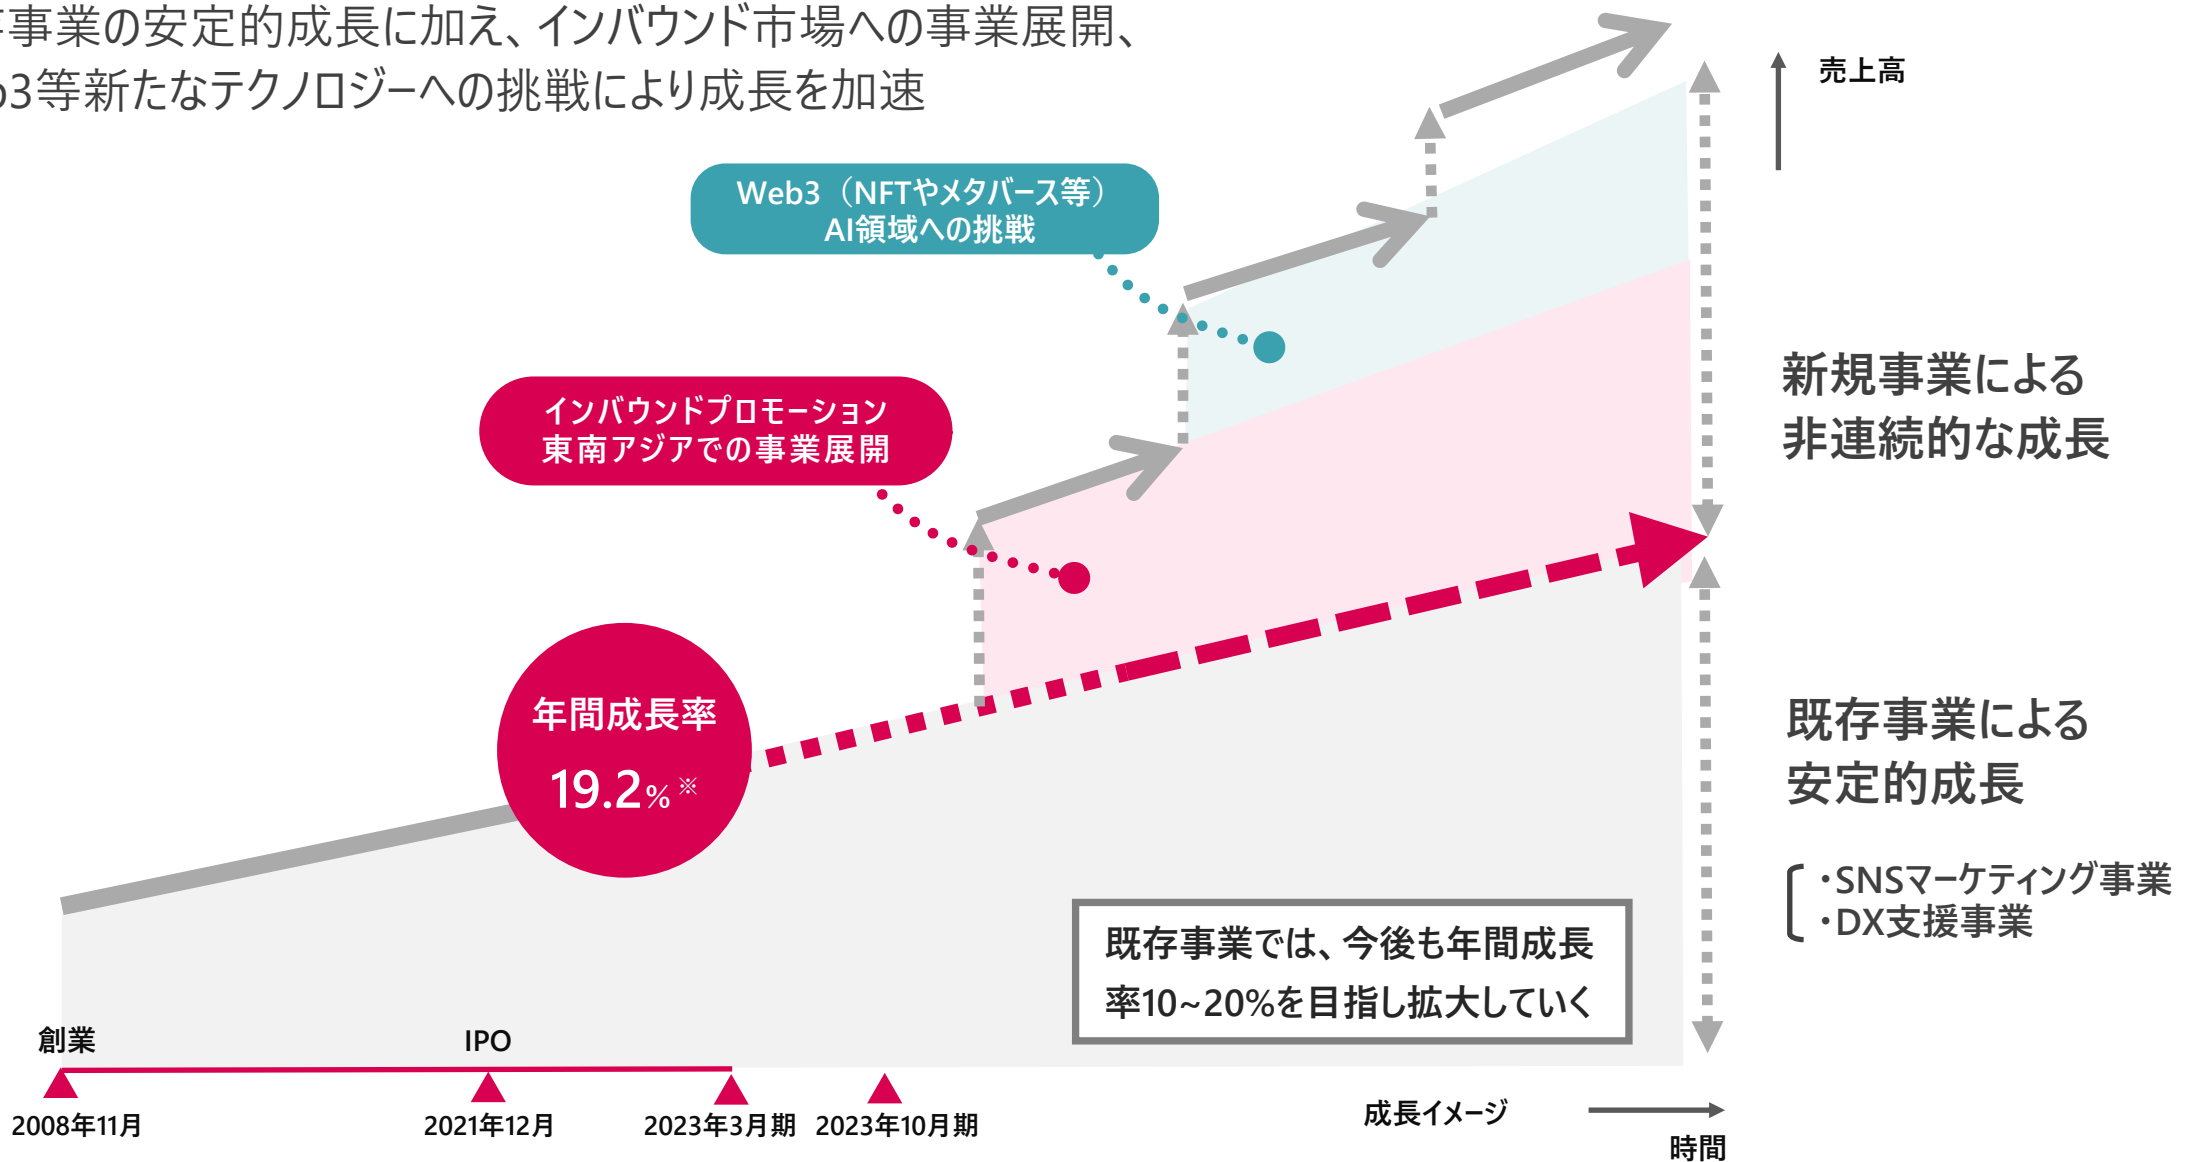 事業の安定的成長に加え、インバウンド市場への事業展開、
3等新たなテクノロジーへの挑戦により成長を加速
売上高
Web3（NFTやメタバース等）
AI領域への挑戦
インバウンドプロモーション
東南アジアでの事業展開
新規事業による
非連続的な成長
年間成長率
19.2%※
既存事業による
安定的成長
・SNSマーケティング事業
・DX支援事業
既存事業では、今後も年間成長
率10~20%を目指し拡大していく
創業
IPO
2008年11月
2021年12月
2023年3月期
2023年10月期
成長イメージ
時間